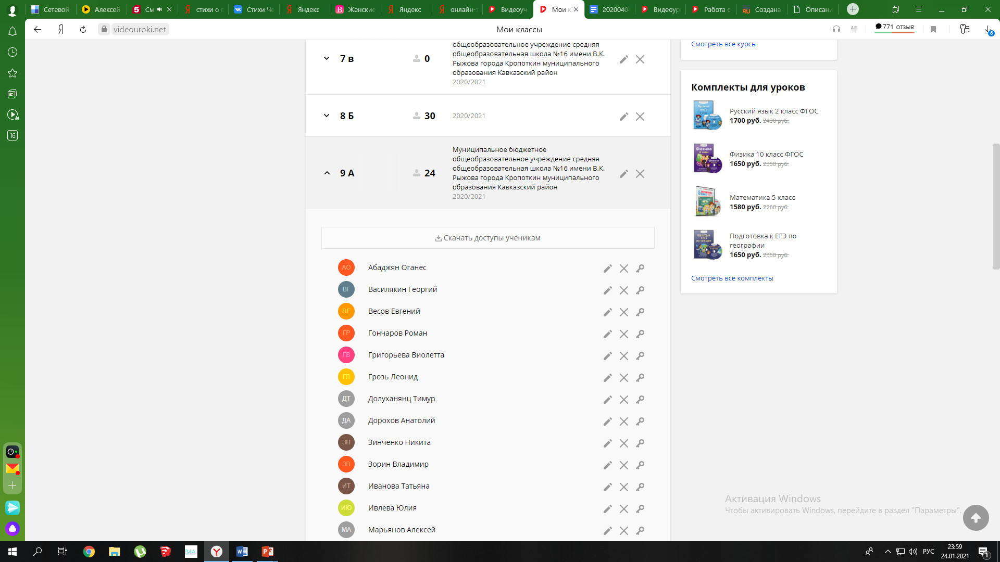 Сетевой
Алексей
См
стихи о г
Стихи Че
Яндекс
Женские
Яндекс
онлайн-т
Видеоуч
Мои к
20200404
Видеоур
Работа с
Создана
Описани
videouroki.net
Мои классы
771 отзыв
6
16
7 в
0
общеобразовательное учреждение средняя
общеобразовательная школа №16 имени В.К.
Рыжова города Кропоткин муниципального
образования Кавказский район
2020/2021
8 Б
30
2020/2021
9 А
24
Муниципальное бюджетное
общеобразовательное учреждение средняя
общеобразовательная школа №16 имени В.К.
Рыжова города Кропоткин муниципального
образования Кавказский район
2020/2021
Скачать доступы ученикам
АО Абаджян Оганес
ВГ Василякин Георгий
ВЕ Весов Евгений
ГР Гончаров Роман
ГВ Григорьева Виолетта
ГЛ Грозь Леонид
ДТ Долуханянц Тимур
ДА Дорохов Анатолий
ЗН Зинченко Никита
ЗВ Зорин Владимир
ИТ Иванова Татьяна
ИЮ Ивлева Юлия
МА Марьянов Алексей
Смотреть все курсы
Комплекты для уроков
Русский язык 2 класс ФГОС
1700 руб. 2430 руб.
Физика 10 класс ФГОС
1650 руб. 2350 руб.
Математика 5 класс
1580 руб. 2260 руб.
Подготовка к ЕГЭ по
географии
1650 руб. 2350 руб.
Смотреть все комплекты
Активация Windows
Чтобы активировать Windows, перейдите в раздел "Параметры".
B4A
РУС
23:59
24.01.2021
1